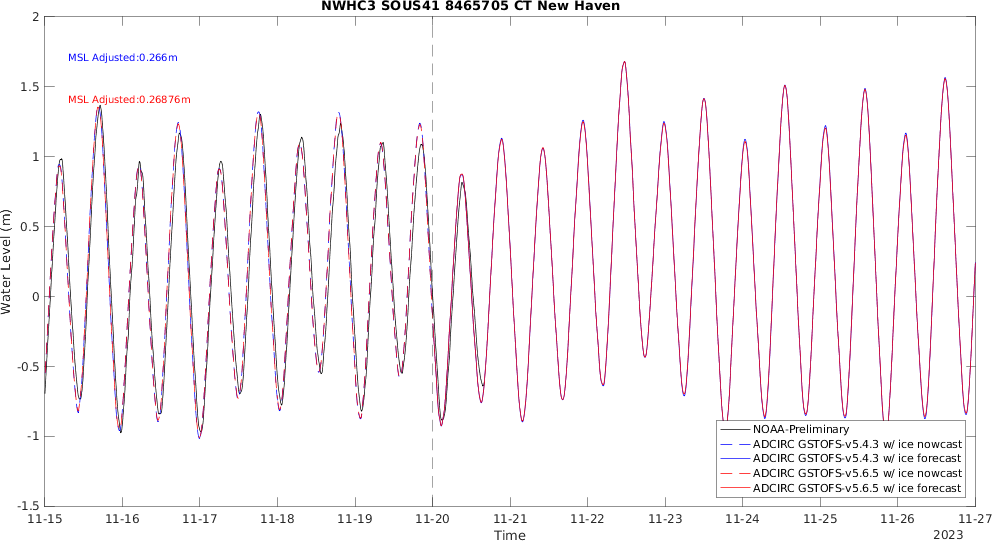 NWHC3 SOUS41 8465705 CT New Haven
2
1.5
1
0.5
0
-0.5
-1
-1.5
Water Level (m)
MSL Adjusted:0.266m
MSL Adjusted:0.26876m
NOAA-Preliminary
ADCIRC GSTOFS-v5.4.3 w/ ice nowcast
ADCIRC GSTOFS-v5.4.3 w/ ice forecast
ADCIRC GSTOFS-v5.6.5 w/ ice nowcast
ADCIRC GSTOFS-v5.6.5 w/ ice forecast
11-15 11-16 11-17 11-18 11-19 11-20 11-21 11-22 11-23 11-24 11-25 11-26 11-27
Time
2023